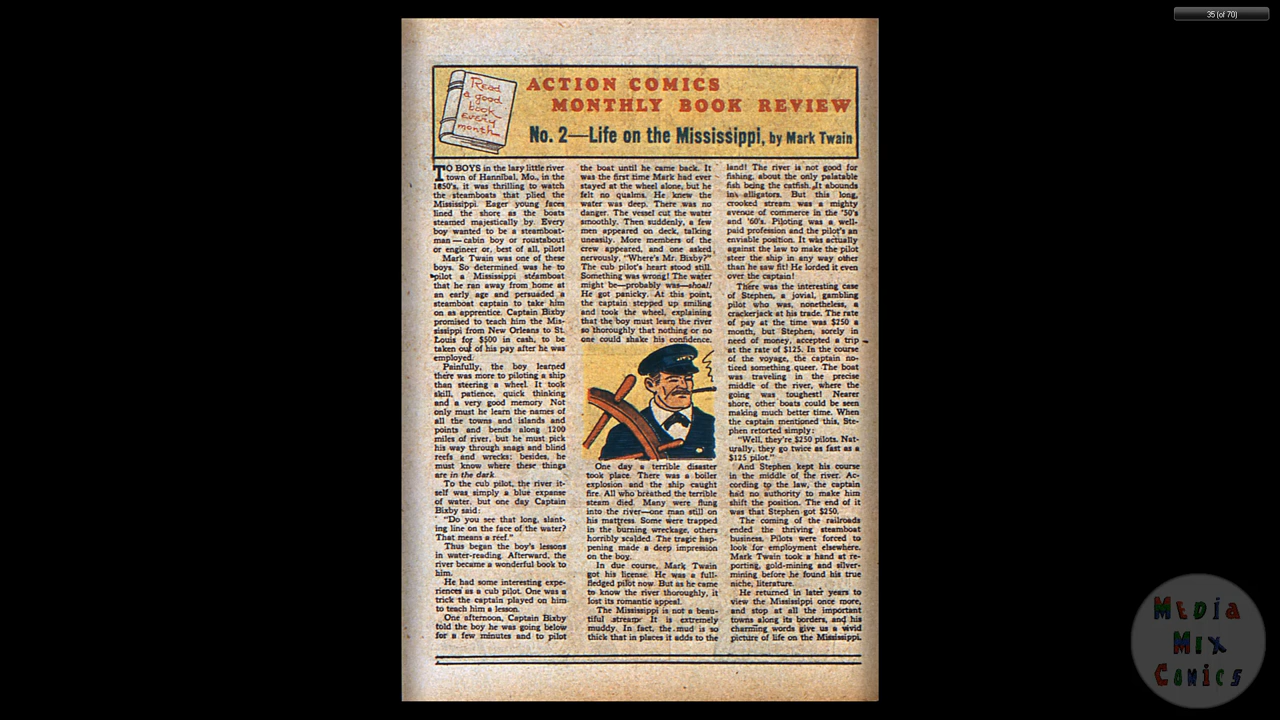 35 (of 70)
Read
a good
book
every
month
ACTION COMICS
MONTHLY BOOK REVIEW
No. 2—Life on the Mississippi, by Mark Twain
TO BOYS in the lazy little river
town of Hannibal, Mo., in the
1850's, it was thrilling to watch
the steamboats that plied the
Mississippi. Eager young faces
lined the shore as the boats
steamed majestically by. Every
boy wanted to be a steamboat-
man—cabin boy or roustabout
or engineer or, best of all, pilot!
Mark Twain was one of these
boys. So determined was he to
pilot a Mississippi steamboat
that he ran away from home at
an early age and persuaded a
steamboat captain to take him
on as apprentice. Captain Bixby
promised to teach him the Mis-
sissippi from New Orleans to St.
Louis for $500 in cash, to be
taken out of his pay after he was
employed.
Painfully, the boy learned
there was more to piloting a ship
than steering a wheel. It took
skill, patience, quick thinking
and a very good memory Not
only must he learn the names of
all the towns and islands and
points and bends along 1200
miles of river, but he must pick
his way through snags and blind
reefs and wrecks; besides, he
must know where these things
are in the dark.
To the cub pilot, the river it-
self was simply a blue expanse
of water, but one day Captain
Bixby said:
"Do you see that long, slant-
ing line on the face of the water?
That means a reef."
Thus began the boy's lessons
in water-reading. Afterward, the
river became a wonderful book to
him.
He had some interesting expe-
riences as a cub pilot. One was a
trick the captain played on him
to teach him a lesson.
One afternoon, Captain Bixby
told the boy he was going below
for a few minutes and to pilot
the boat until he came back. It
was the first time Mark had ever
stayed at the wheel alone, but he
felt no qualms. He knew the
water was deep. There was no
danger. The vessel cut the water
smoothly. Then suddenly, a few
men appeared on deck, talking
uneasily. More members of the
crew appeared, and one asked
nervously, "Where's Mr. Bixby?"
The cub pilot's heart stood still.
Something was wrong! The water
might be—probably was—shoal!
He got panicky. At this point,
the captain stepped up smiling
and took the wheel, explaining
that the boy must learn the river
so thoroughly that nothing or no
one could shake his confidence.
One day a terrible disaster
took place. There was a boiler
explosion and the ship caught
fire. All who breathed the terrible
steam died. Many were flung
into the river—one man still on
his mattress. Some were trapped
in the burning wreckage, others
horribly scalded. The tragic hap-
pening made a deep impression
on the boy.
In due course, Mark Twain
got his license. He was a full-
fledged pilot now. But as he came
to know the river thoroughly, it
lost its romantic appeal.
The Mississippi is not a beau-
tiful stream. It is extremely
muddy. In fact, the mud is so
thick that in places it adds to the
land! The river is not good for
fishing, about the only palatable
fish being the catfish. It abounds
in alligators. But this long,
crooked stream was a mighty
avenue of commerce in the '50's
and '60's. Piloting was a well-
paid profession and the pilot's an
enviable position. It was actually
against the law to make the pilot
steer the ship in any way other
than he saw fit! He lorded it even
over the captain!
There was the interesting case
of Stephen, a jovial, gambling
pilot who was, nonetheless, a
crackerjack at his trade. The rate
of pay at the time was $250 a
month, but Stephen, sorely in
need of money, accepted a trip
at the rate of $125. In the course
of the voyage, the captain no-
ticed something queer. The boat
was traveling in the precise
middle of the river, where the
going was toughest! Nearer
shore, other boats could be seen
making much better time. When
the captain mentioned this, Ste-
phen retorted simply:
"Well, they're $250 pilots. Nat-
urally, they go twice as fast as a
$125 pilot."
And Stephen kept his course
in the middle of the river. Ac-
cording to the law, the captain
had no authority to make him
shift the position. The end of it
was that Stephen got $250.
The coming of the railroads
ended the thriving steamboat
business. Pilots were forced to
look for employment elsewhere.
Mark Twain took a hand at re-
porting, gold-mining and silver-
mining before he found his true
niche, literature.
He returned in later years to
view the Mississippi once more,
and stop at all the important
towns along its borders, and his
charming words give us a vivid
picture of life on the Mississippi.
MEDiA
MiX
COMiCS